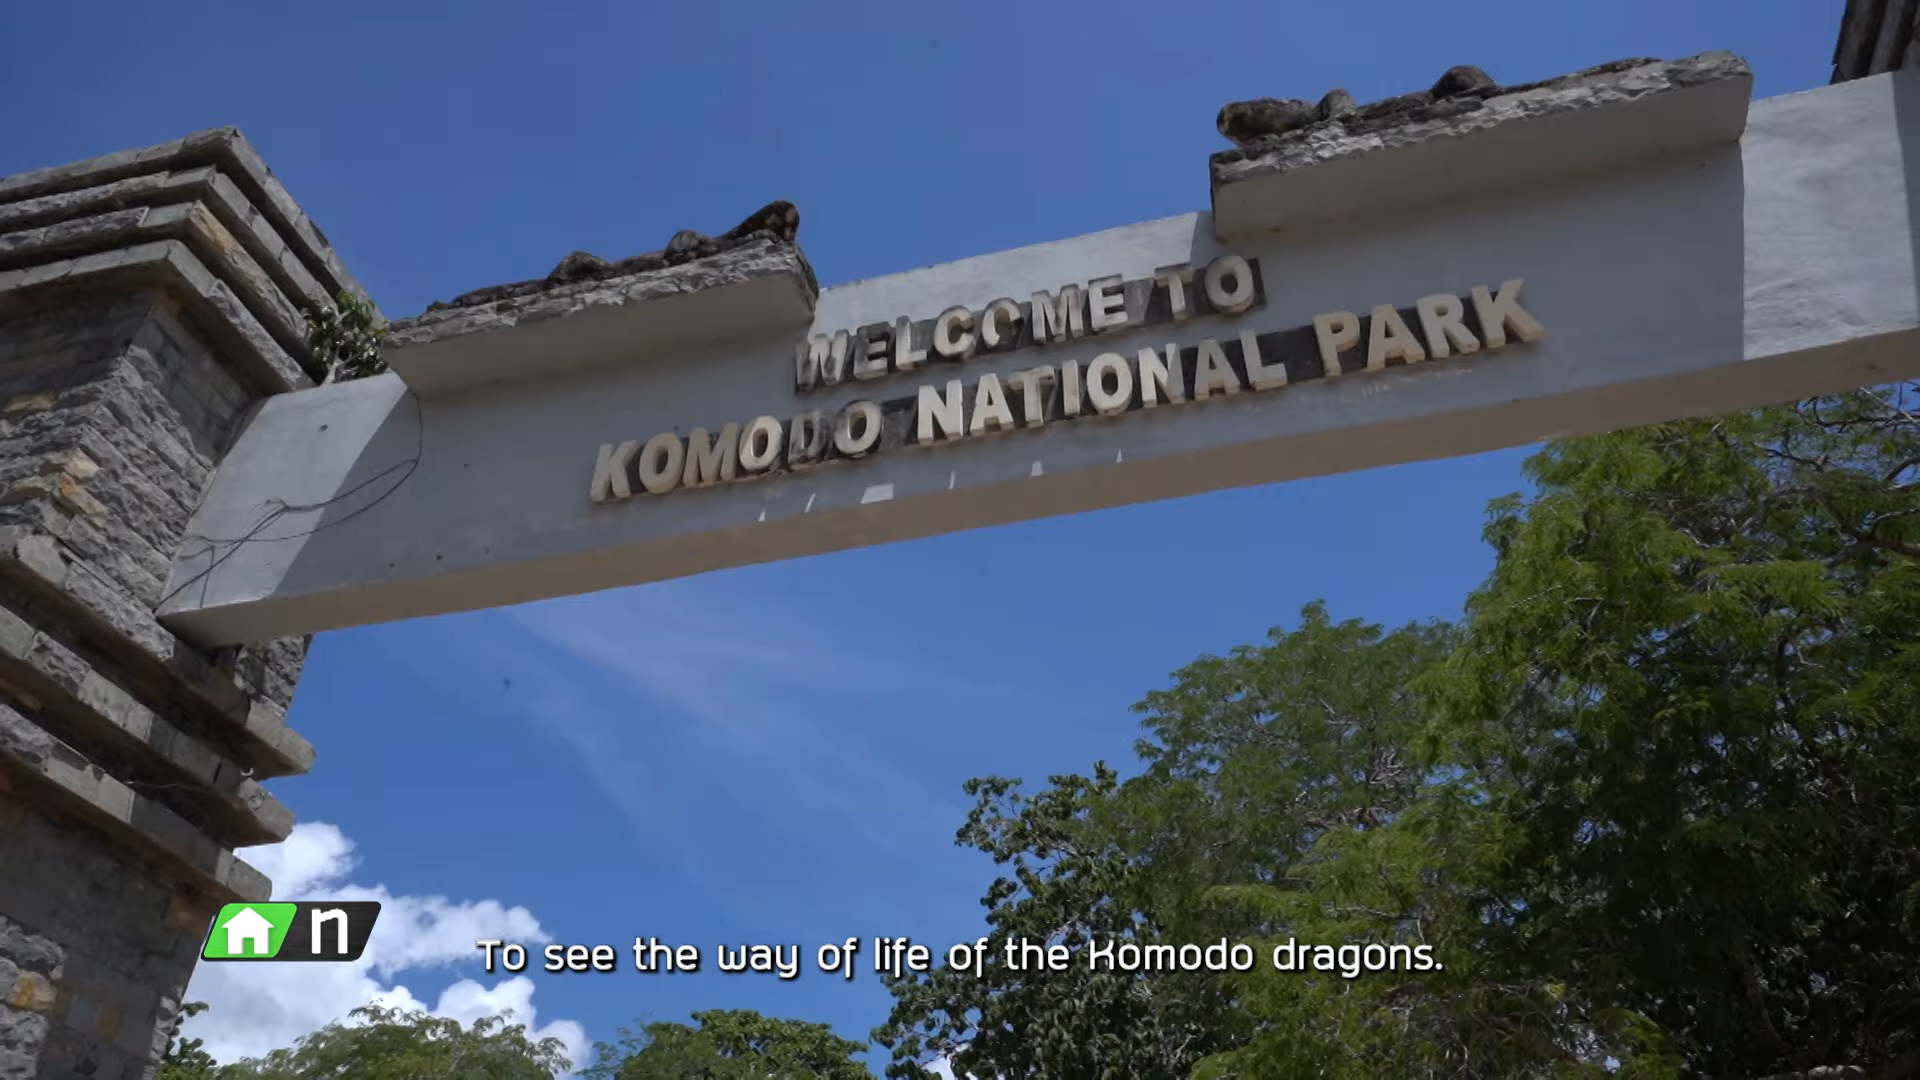 WELCOME TO
KOMODO NATIONAL PARK
n
To see the way of life of the Komodo dragons.